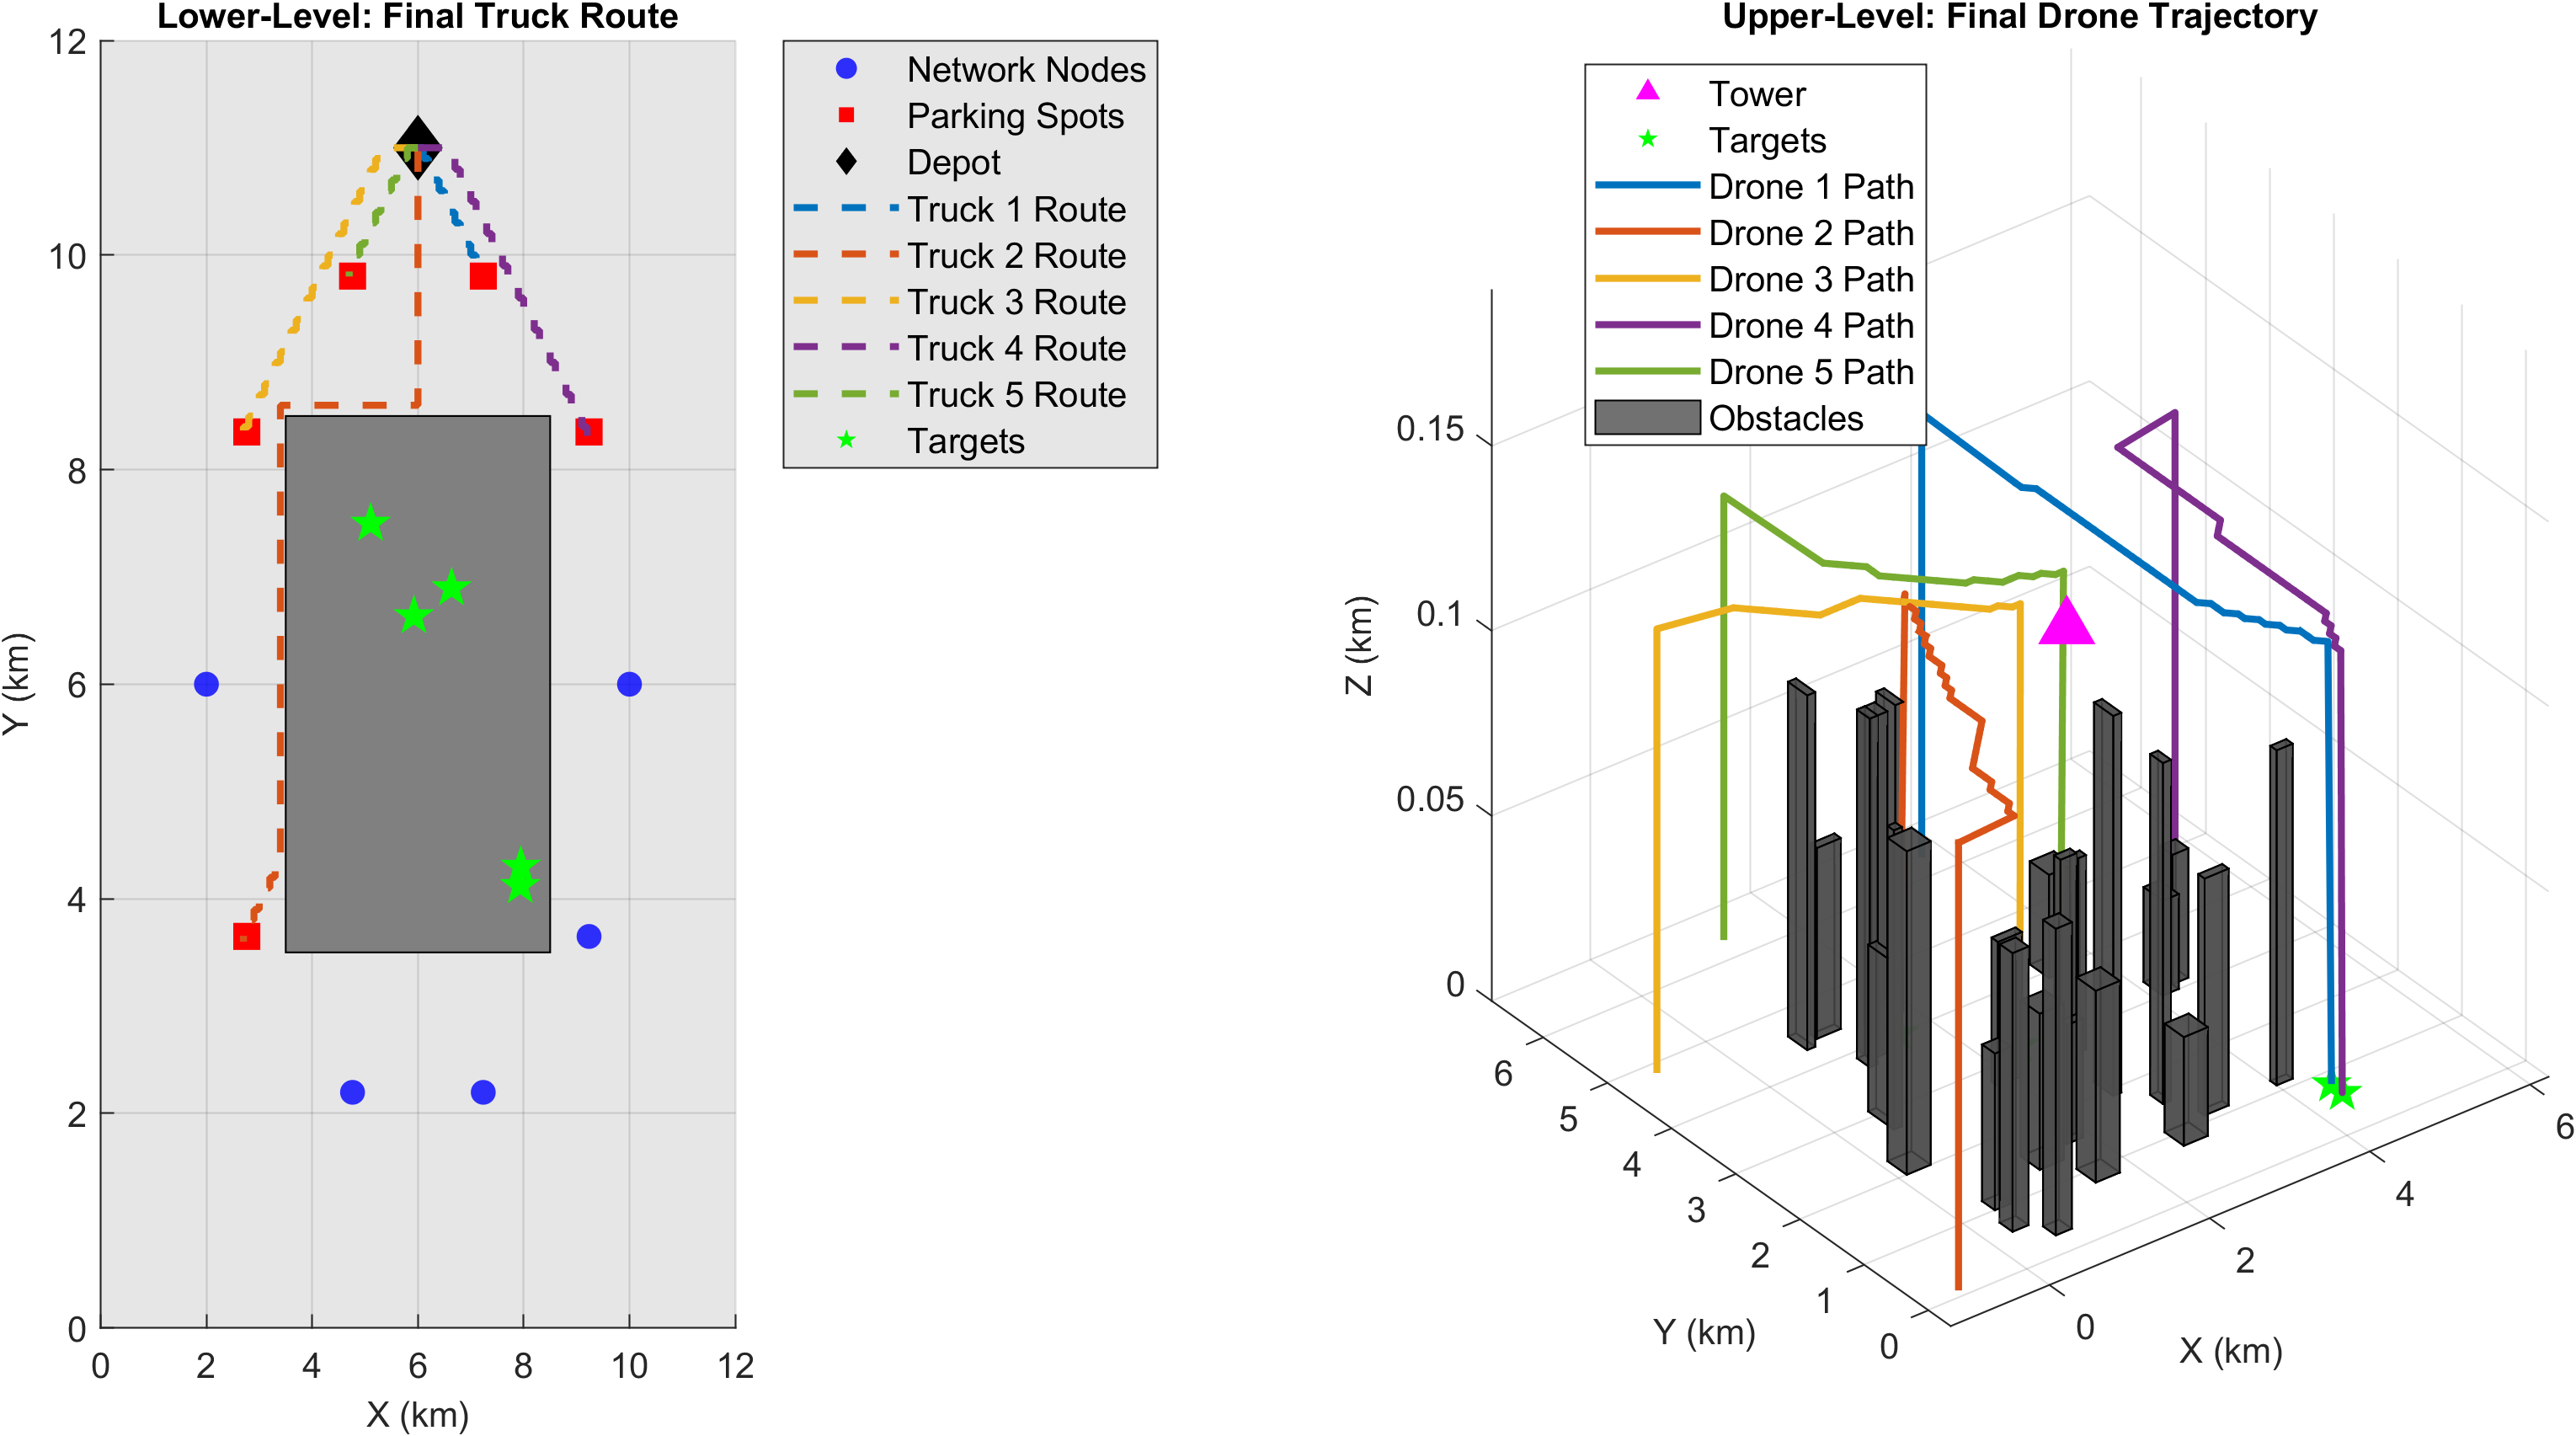 Lower-Level: Final Truck Route
12
10
8
6
4
2
0
0 2 4 6 8 10 12
X (km)
Y (km)
Network Nodes
Parking Spots
Depot
Truck 1 Route
Truck 2 Route
Truck 3 Route
Truck 4 Route
Truck 5 Route
Targets
Upper-Level: Final Drone Trajectory
Tower
Targets
Drone 1 Path
Drone 2 Path
Drone 3 Path
Drone 4 Path
Drone 5 Path
Obstacles
0.15
0.1
0.05
0
Z (km)
6
5
4
3
2
1
0
Y (km)
0
2
4
6
X (km)